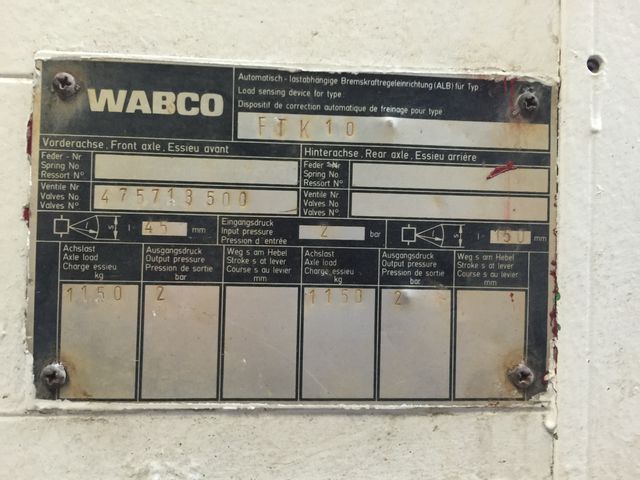 WABCO
Automatisch - lastabhängige Bremskraftregeleinrichtung (ALB) für Typ:
Load sensing device for type:
Dispositif de correction automatique de freinage pour type
FTK10
Vorderachse, Front axle, Essieu avant
Hinterachse, Rear axle, Essieu arrière
Feder - Nr
Spring No
Ressort Nº
Feder - Nr
Spring No
Ressort Nº
Ventile Nr
Valves No
Valves Nº
475713500
Ventile Nr
Valves No
Valves Nº
s l 45 mm
Eingangsdruck
Input pressure
Pression d'entrée
2 bar
s l 150 mm
Achslast
Axle load
Charge essieu
kg
Ausgangsdruck
Output pressure
Pression de sortie
bar
Weg s am Hebel
Stroke s at lever
Course s au levier
mm
Achslast
Axle load
Charge essieu
kg
Ausgangsdruck
Output pressure
Pression de sortie
bar
Weg s am Hebel
Stroke s at lever
Course s au levier
mm
1150 2 1150 2